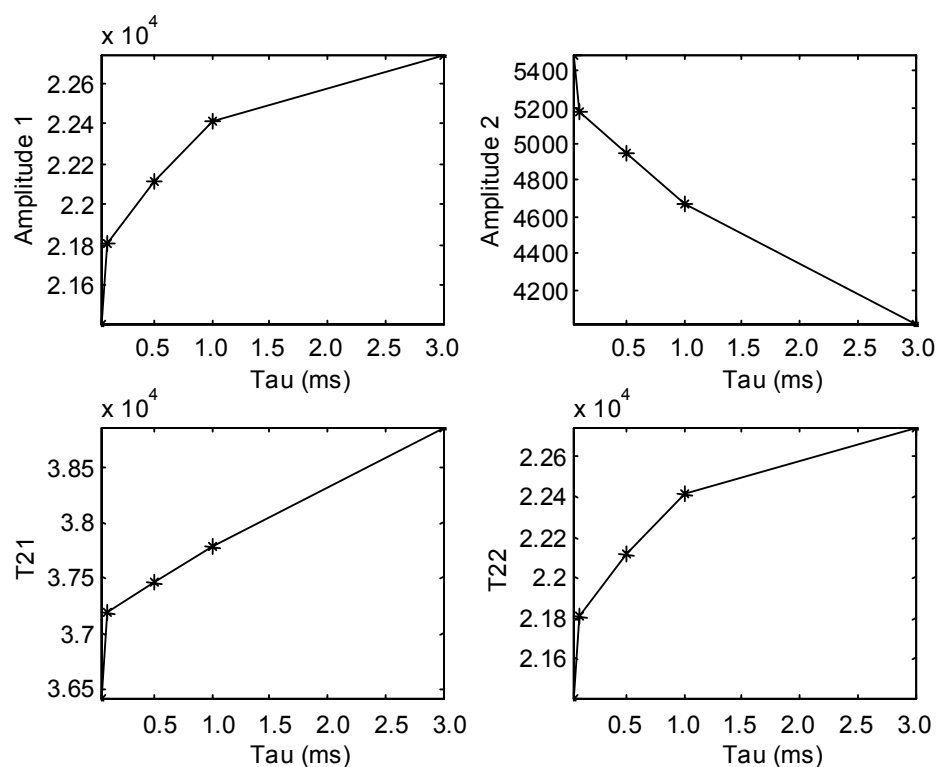 x 10^4
2.26
2.24
2.22
2.2
2.18
2.16
Amplitude 1
0.5 1.0 1.5 2.0 2.5 3.0
Tau (ms)
5400
5200
5000
4800
4600
4400
4200
Amplitude 2
0.5 1.0 1.5 2.0 2.5 3.0
Tau (ms)
x 10^4
3.85
3.8
3.75
3.7
3.65
T21
0.5 1.0 1.5 2.0 2.5 3.0
Tau (ms)
x 10^4
2.26
2.24
2.22
2.2
2.18
2.16
T22
0.5 1.0 1.5 2.0 2.5 3.0
Tau (ms)